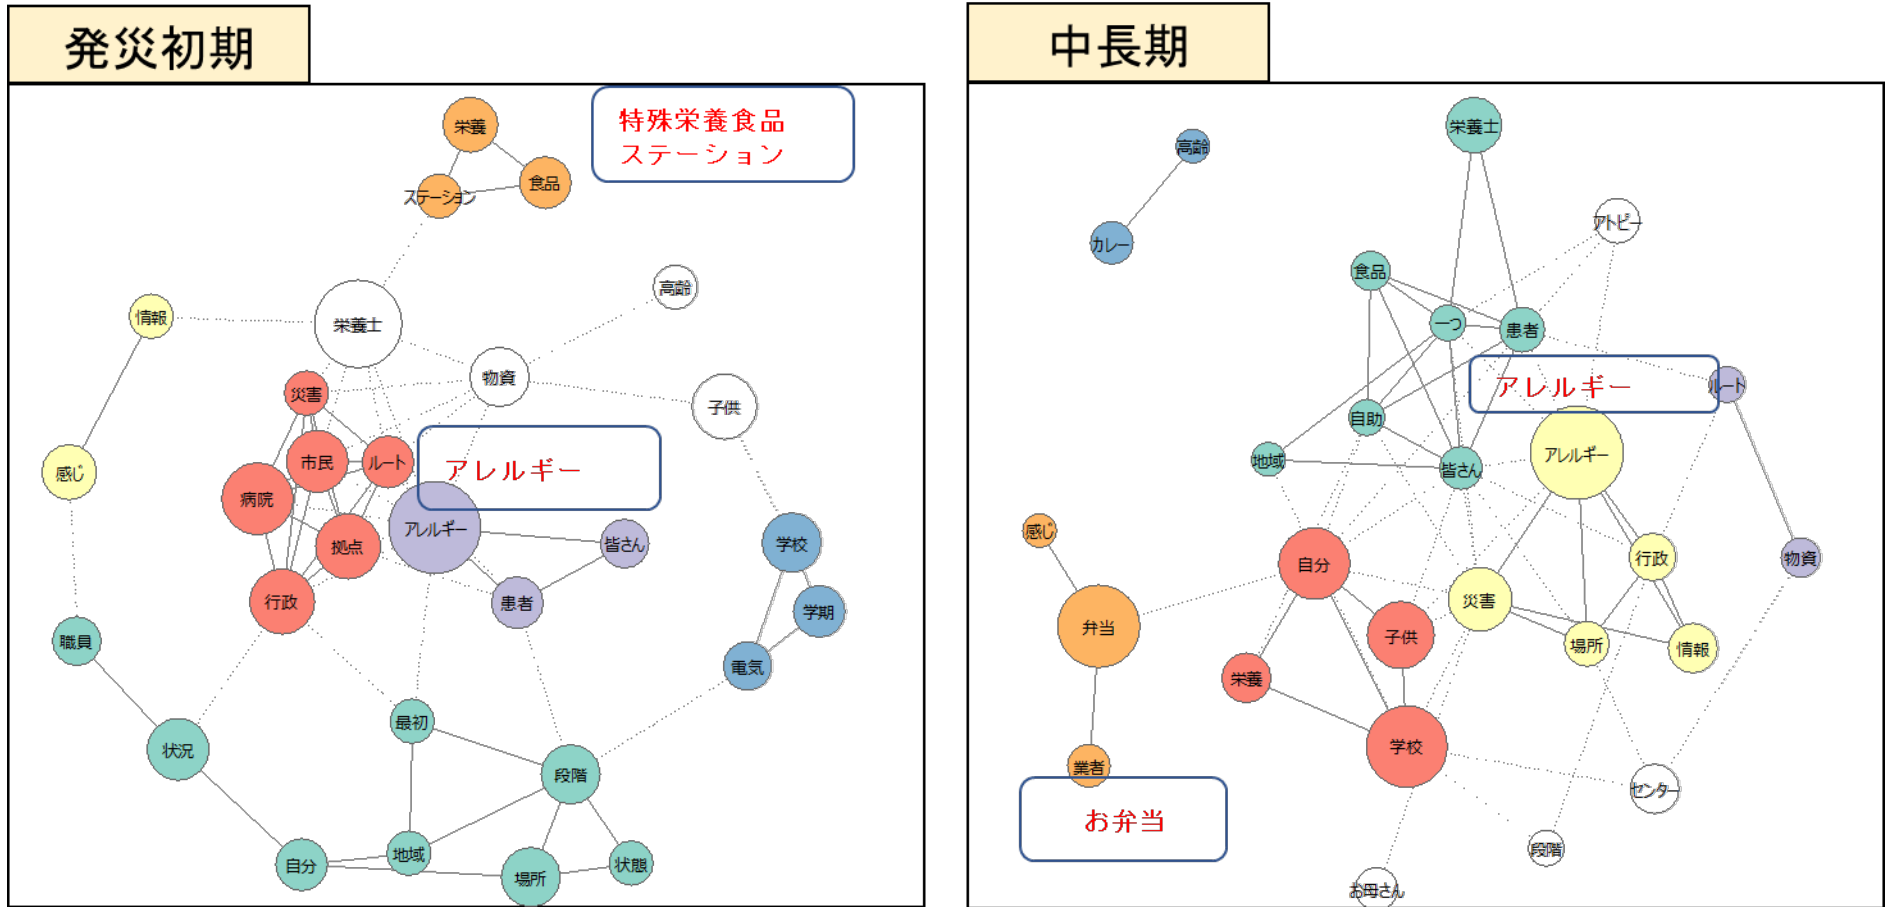 発災初期
栄養
特殊栄養食品
ステーション
ステーション
食品
高齢
情報
栄養士
物資
災害
子供
市民
ルート
感じ
病院
アレルギー
アレルギー
拠点
皆さん
学校
行政
患者
学期
職員
電気
最初
状況
段階
地域
自分
場所
状態
中長期
栄養士
高齢
アトピー
カレー
食品
一つ
患者
アレルギー
ルート
自助
地域
皆さん
アレルギー
感じ
自分
行政
物資
弁当
災害
子供
場所
情報
栄養
学校
業者
センター
お弁当
段階
お母さん